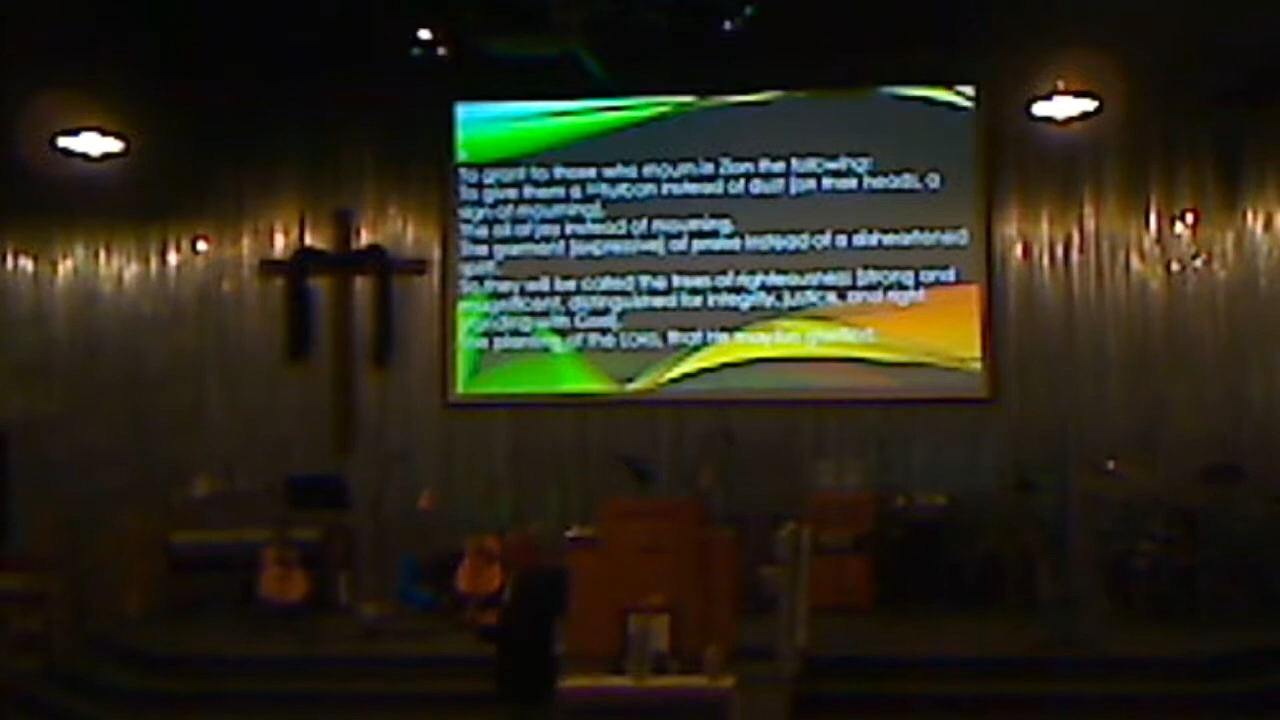 To grant to those who mourn in Zion the following:
To give them a turban instead of dust [on their heads, a
sign of mourning],
The oil of joy instead of mourning,
The garment [expressive] of praise instead of a disheartened
spirit.
So they will be called the trees of righteousness [strong and
magnificent, distinguished for integrity, justice, and right
standing with God],
The planting of the LORD, that He may be glorified.